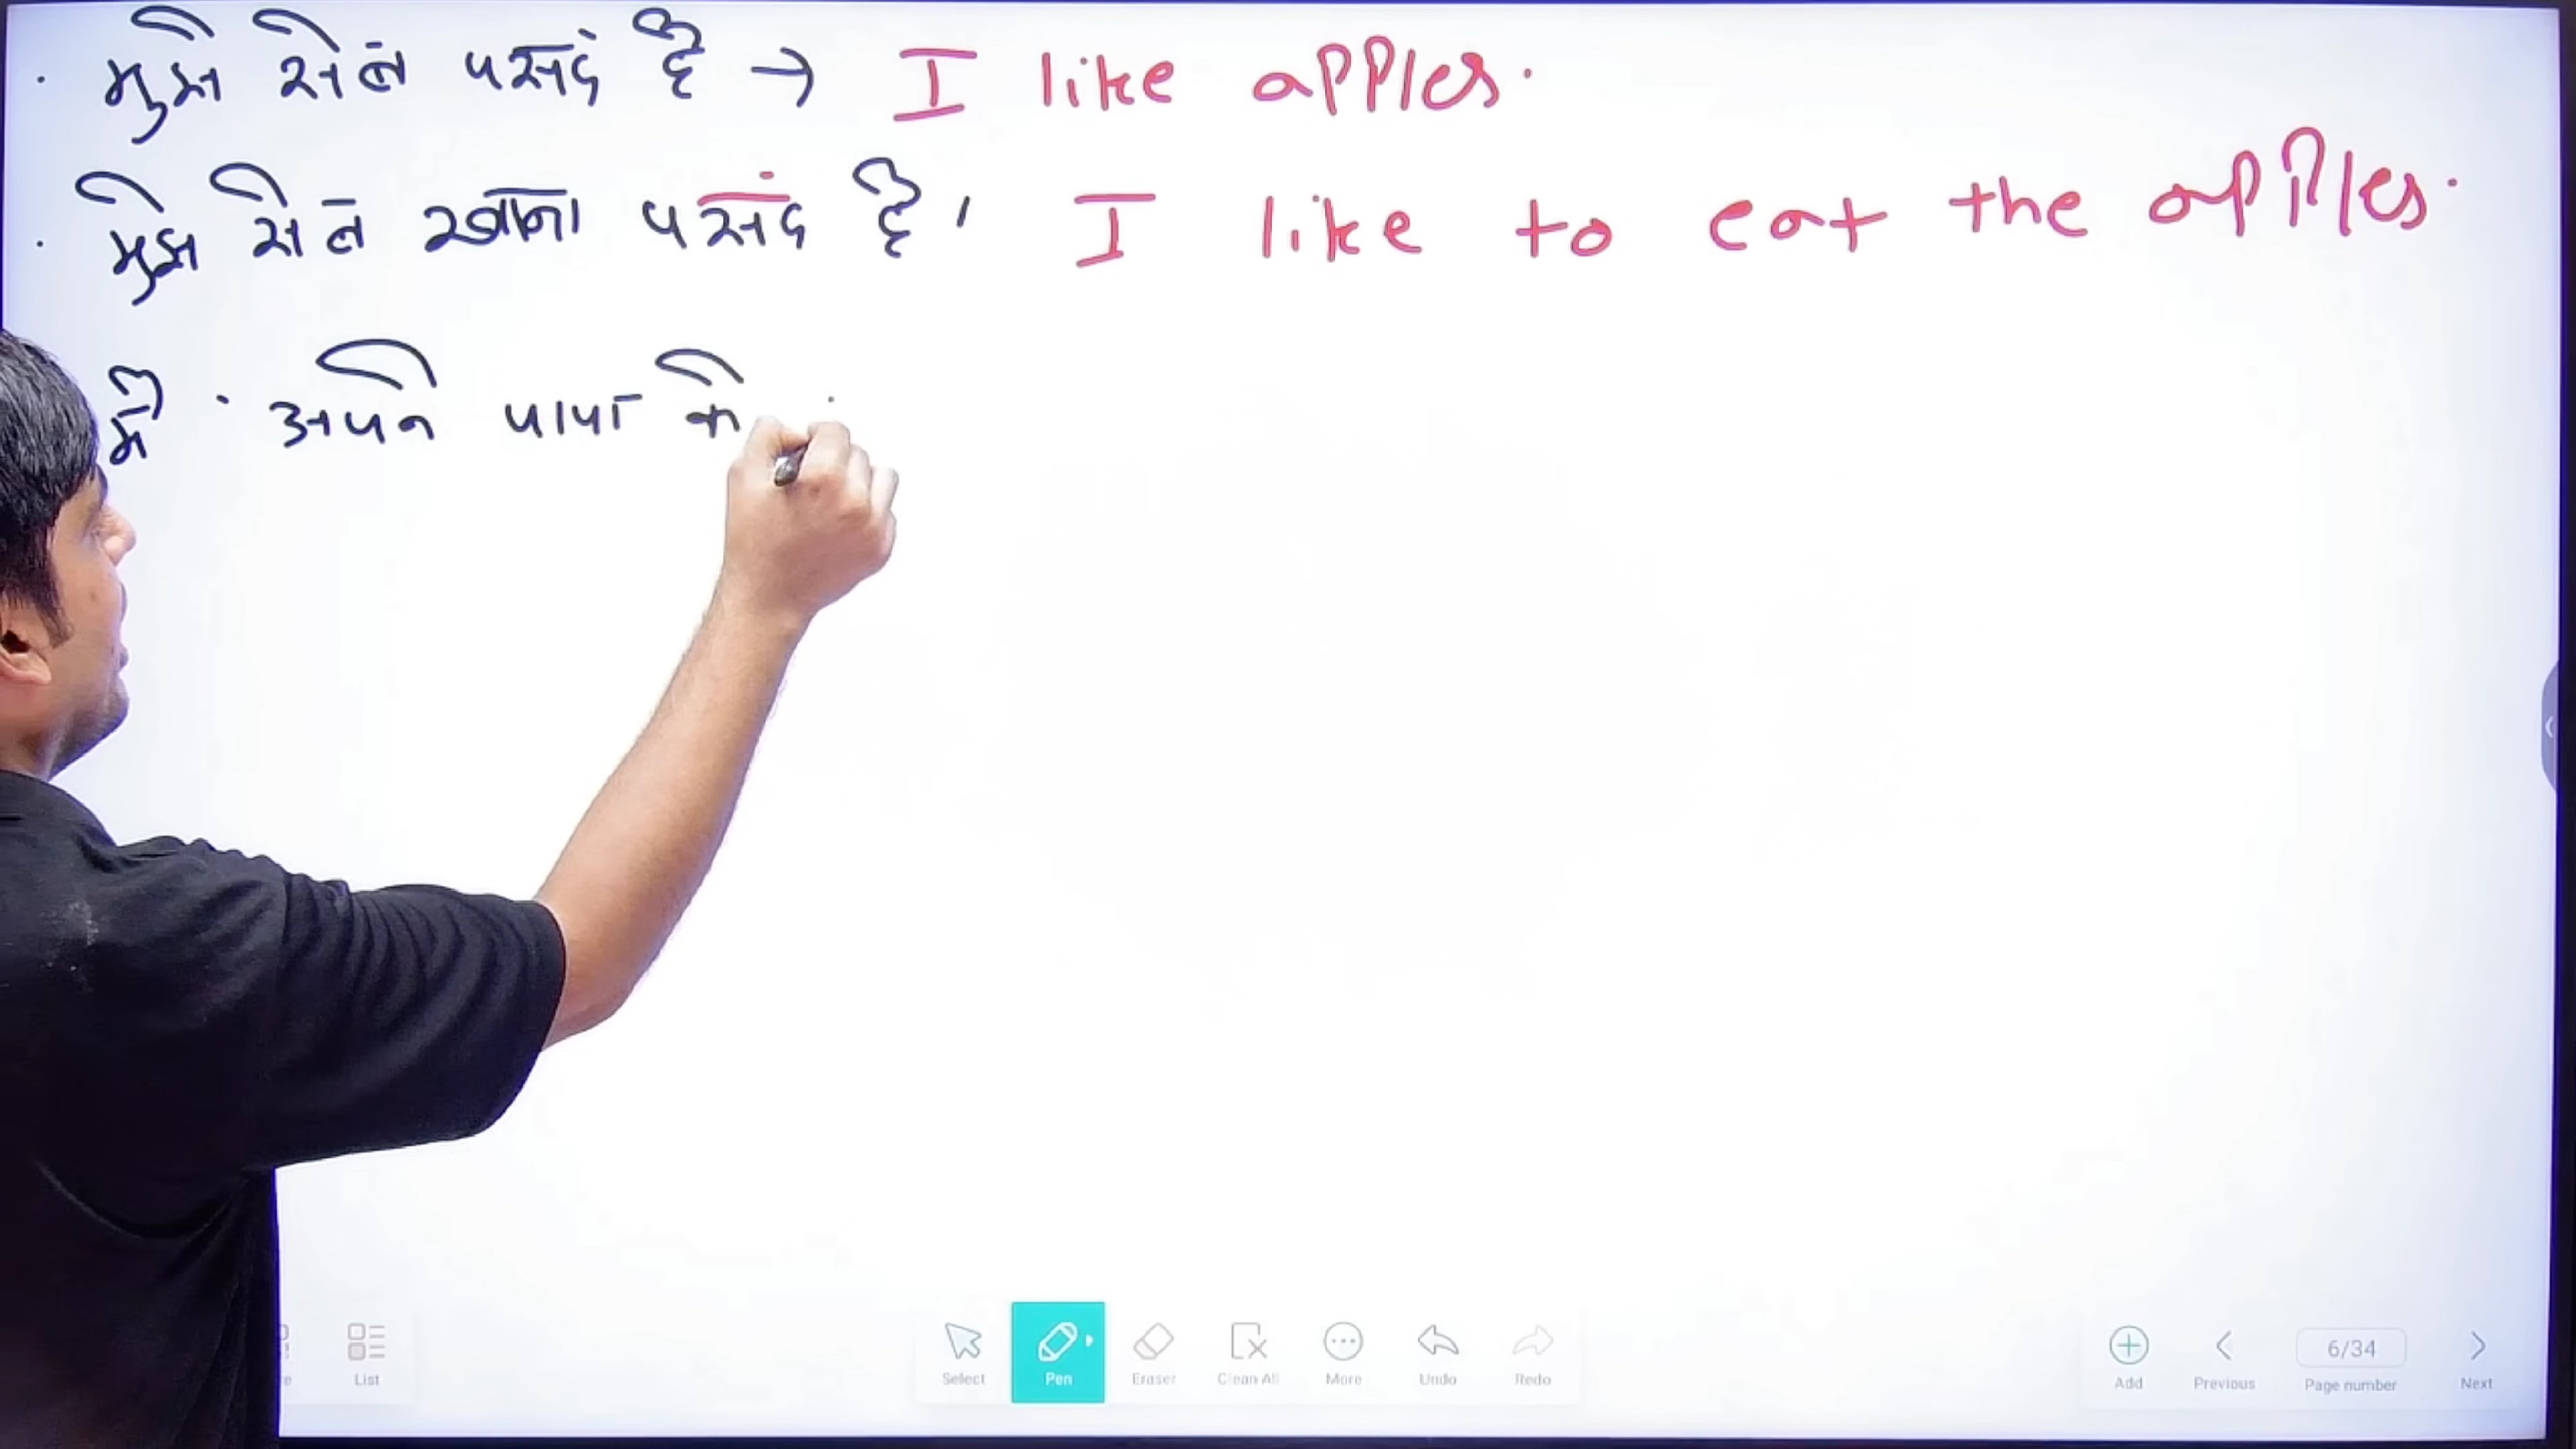 · मुझे सेब पसंद है → I like apples.
· मुझे सेब खाना पसंद है। I like to eat the apples.
मैं अपने पापा के
List
Select Pen Eraser Clean All More Undo Redo
Add Previous 6/34 Page number Next